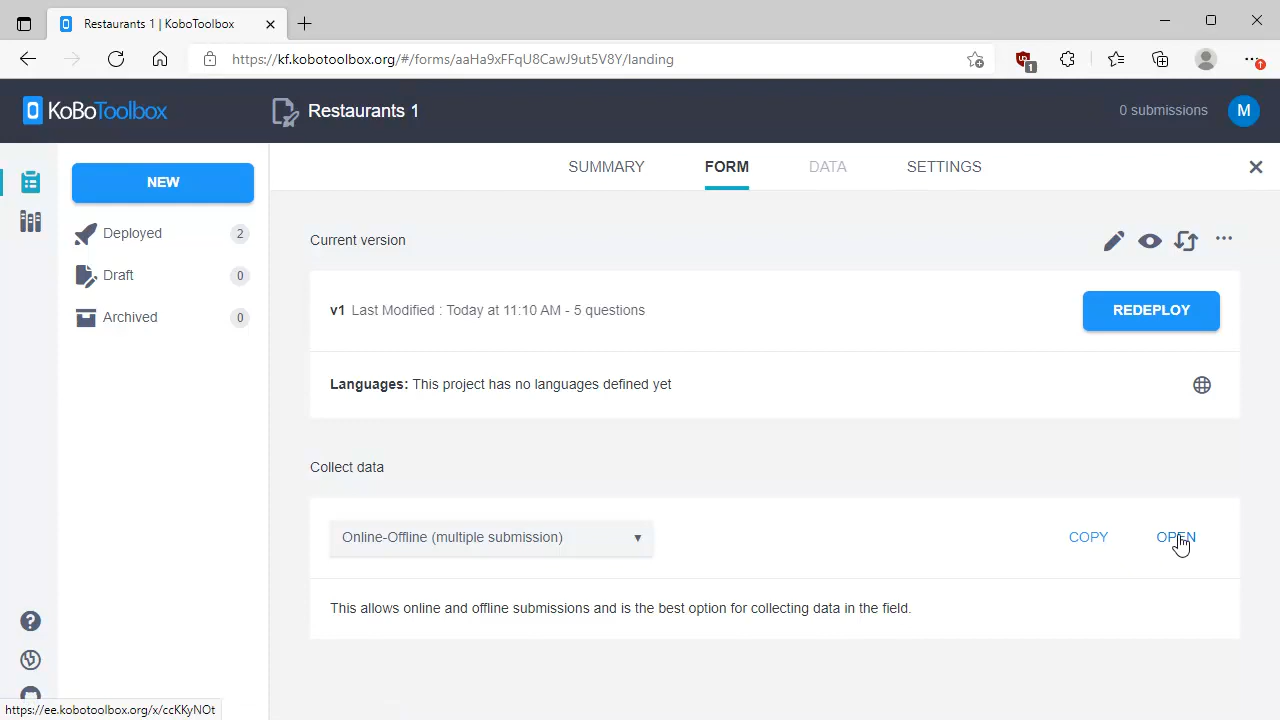 Restaurants 1 | KoboToolbox
https://kf.kobotoolbox.org/#/forms/aaHa9xFFqU8CawJ9utSV8Y/landing
1
KoBoToolbox
Restaurants 1
0 submissions
M
NEW
Deployed 2
Draft 0
Archived 0
SUMMARY
FORM
DATA
SETTINGS
Current version
v1 Last Modified : Today at 11:10 AM - 5 questions
REDEPLOY
Languages: This project has no languages defined yet
Collect data
Online-Offline (multiple submission)
COPY
OPEN
This allows online and offline submissions and is the best option for collecting data in the field.
https://ee.kobotoolbox.org/x/ccKKyNOt